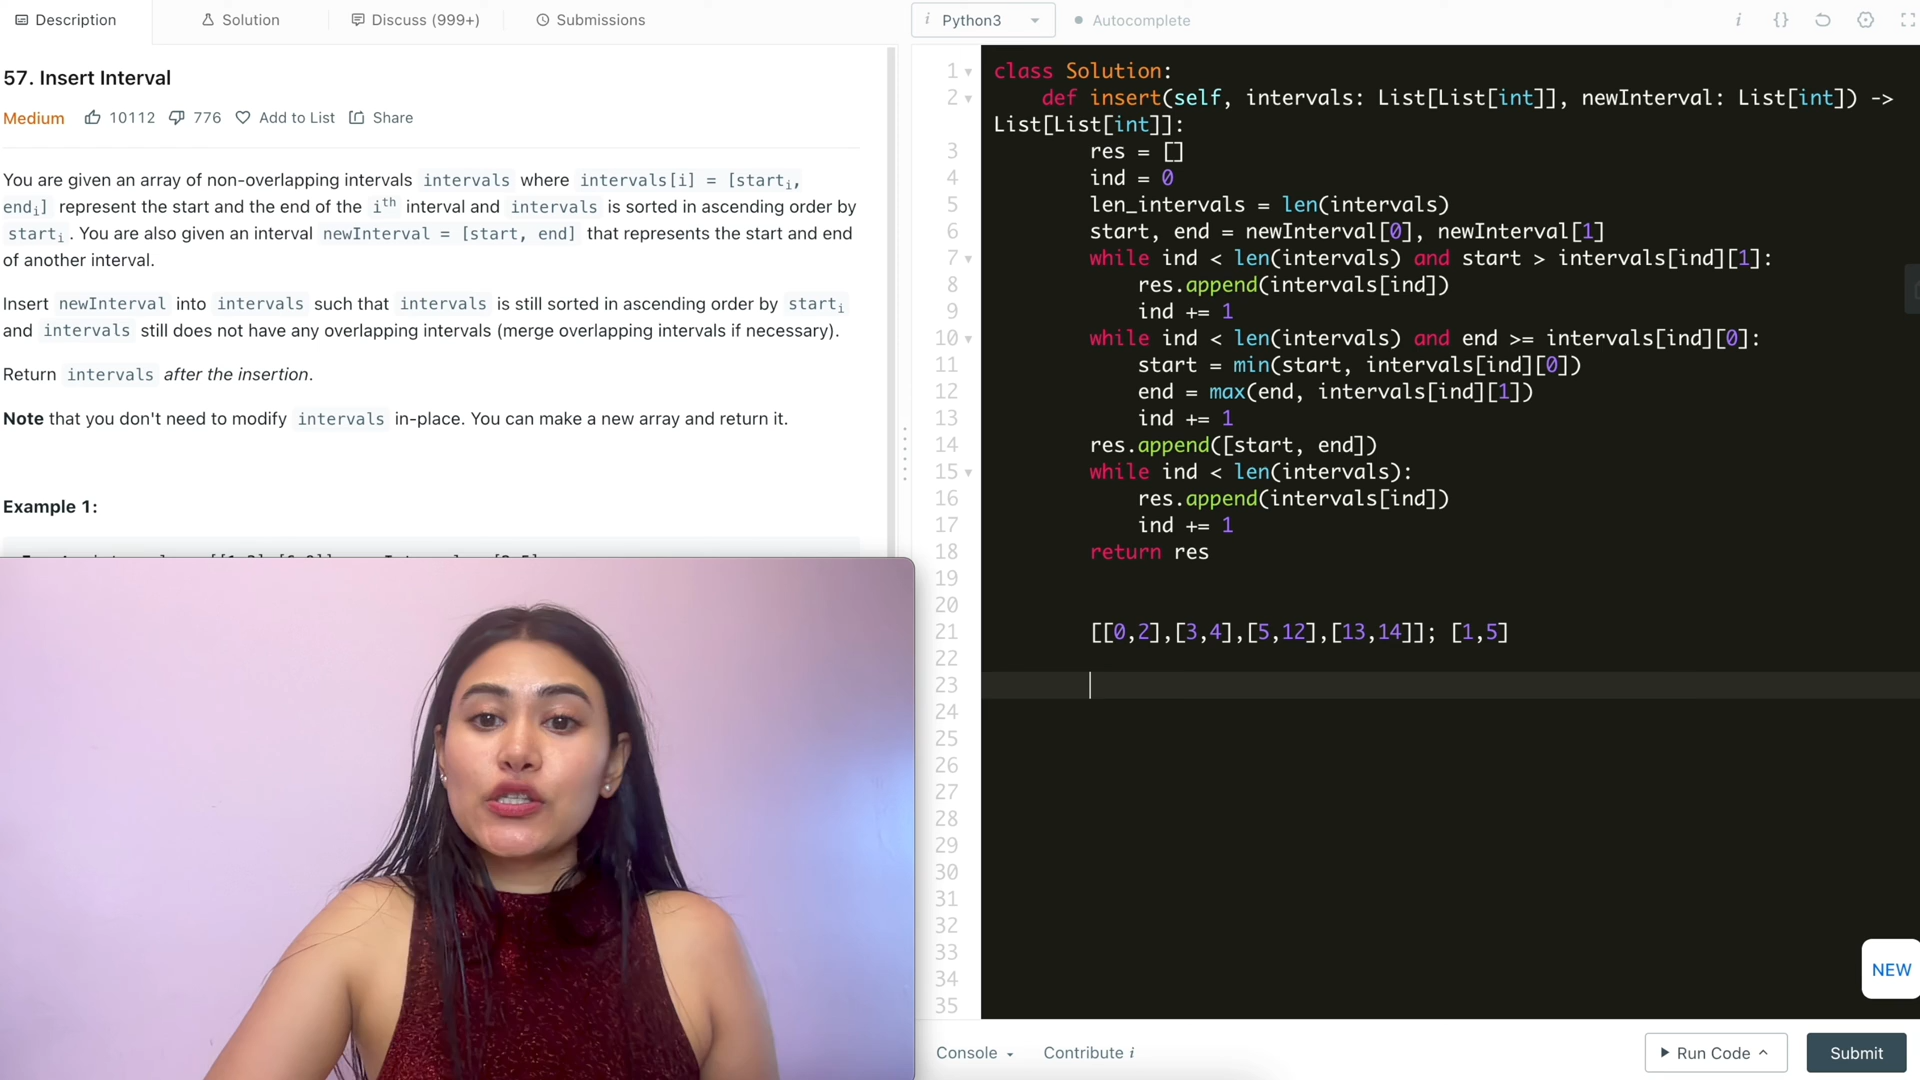 Description
Solution
Discuss (999+)
Submissions
i Python3
Autocomplete
i {}
57. Insert Interval
Medium 10112 776 Add to List Share
You are given an array of non-overlapping intervals intervals where intervals[i] = [starti,
endi] represent the start and the end of the ith interval and intervals is sorted in ascending order by
starti. You are also given an interval newInterval = [start, end] that represents the start and end
of another interval.
Insert newInterval into intervals such that intervals is still sorted in ascending order by starti
and intervals still does not have any overlapping intervals (merge overlapping intervals if necessary).
Return intervals after the insertion.
Note that you don't need to modify intervals in-place. You can make a new array and return it.
Example 1:
1 class Solution:
2     def insert(self, intervals: List[List[int]], newInterval: List[int]) ->
List[List[int]]:
3         res = []
4         ind = 0
5         len_intervals = len(intervals)
6         start, end = newInterval[0], newInterval[1]
7         while ind < len(intervals) and start > intervals[ind][1]:
8             res.append(intervals[ind])
9             ind += 1
10         while ind < len(intervals) and end >= intervals[ind][0]:
11             start = min(start, intervals[ind][0])
12             end = max(end, intervals[ind][1])
13             ind += 1
14         res.append([start, end])
15         while ind < len(intervals):
16             res.append(intervals[ind])
17             ind += 1
18         return res
19
20
21         [[0,2],[3,4],[5,12],[13,14]]; [1,5]
22
23
24
25
26
27
28
29
30
31
32
33
34
35
NEW
Console
Contribute i
Run Code
Submit